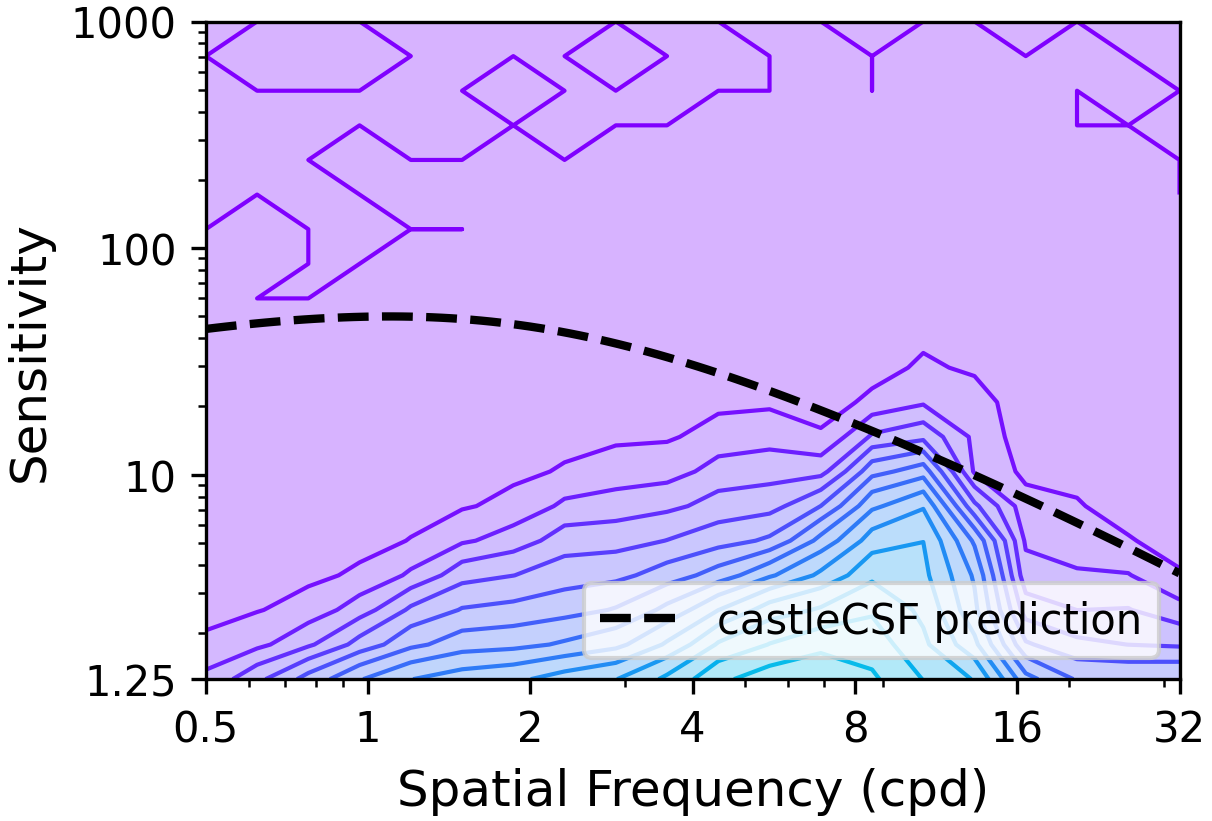 1000
100
10
1.25
Sensitivity
castleCSF prediction
0.5 1 2 4 8 16 32
Spatial Frequency (cpd)